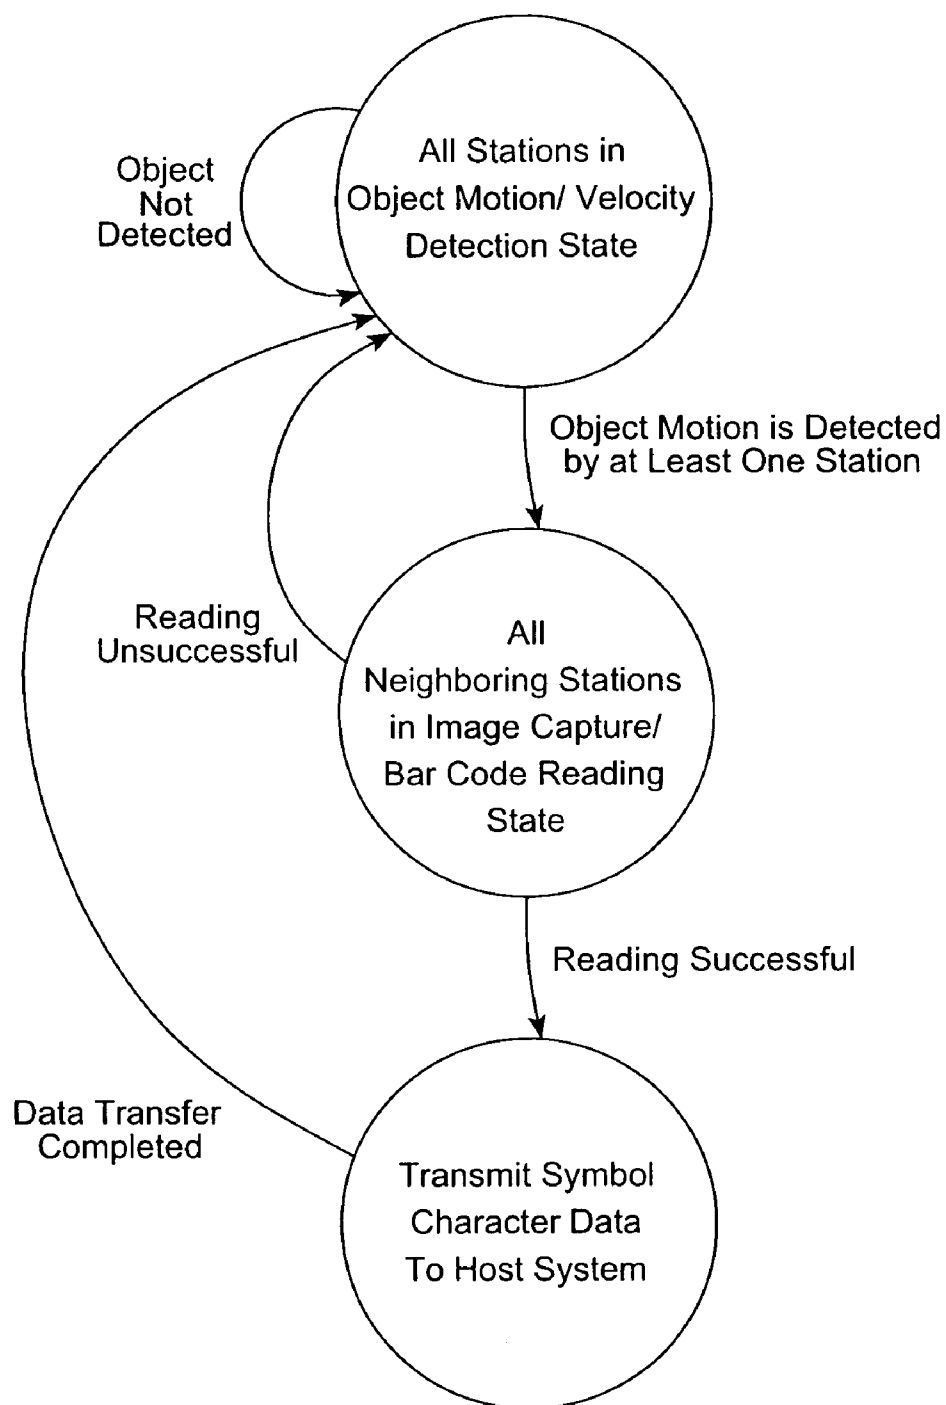 All Stations in
Object Motion/ Velocity
Detection State
Object
Not
Detected
Object Motion is Detected
by at Least One Station
Reading
Unsuccessful
All
Neighboring Stations
in Image Capture/
Bar Code Reading
State
Reading Successful
Data Transfer
Completed
Transmit Symbol
Character Data
To Host System